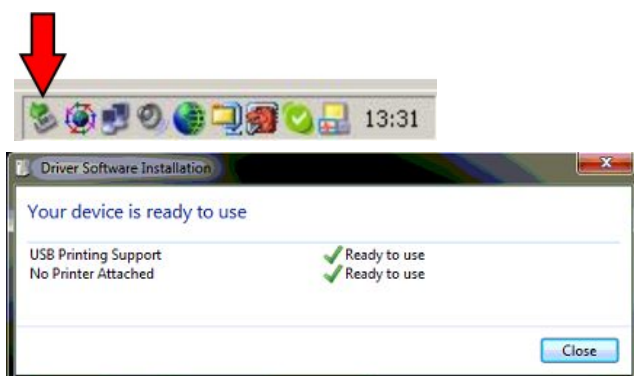 13:31
Driver Software Installation
Your device is ready to use
USB Printing Support Ready to use
No Printer Attached Ready to use
Close